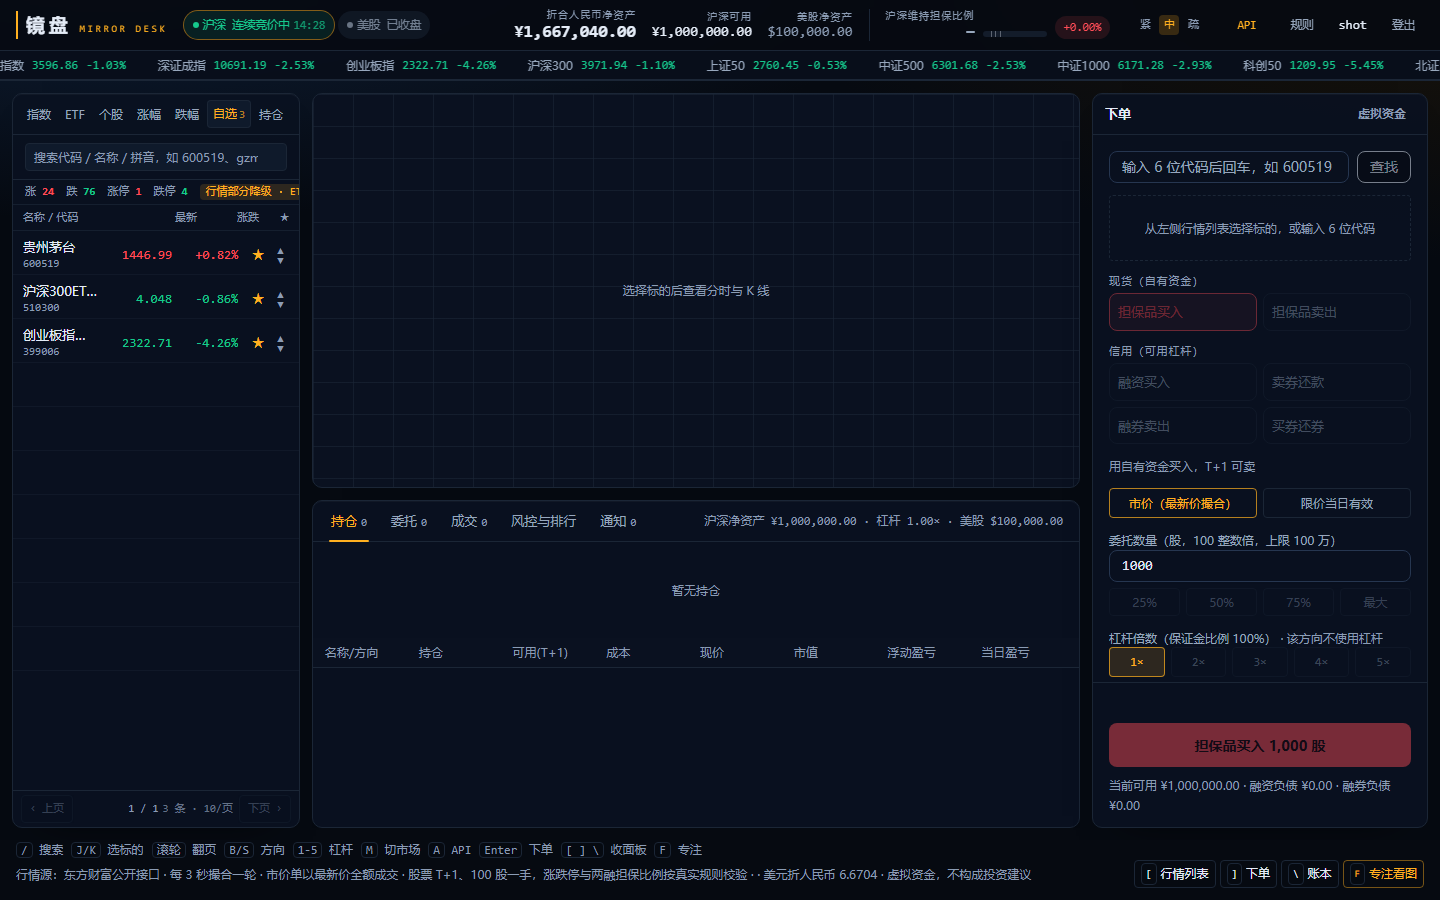 镜盘 MIRROR DESK
沪深 连续竞价中 14:28
美股 已收盘
折合人民币净资产
¥1,667,040.00
沪深可用
¥1,000,000.00
美股净资产
$100,000.00
沪深维持担保比例
—
+0.00%
紧 中 疏
API 规则 shot 登出
指数 3596.86 -1.03% 深证成指 10691.19 -2.53% 创业板指 2322.71 -4.26% 沪深300 3971.94 -1.10% 上证50 2760.45 -0.53% 中证500 6301.68 -2.53% 中证1000 6171.28 -2.93% 科创50 1209.95 -5.45% 北证
指数 ETF 个股 涨幅 跌幅 自选 3 持仓
搜索代码 / 名称 / 拼音，如 600519、gzm
涨 24 跌 76 涨停 1 跌停 4 行情部分降级 · ET
名称 / 代码 最新 涨跌 ★
贵州茅台 1446.99 +0.82% ★ ▲▼
600519
沪深300ET... 4.048 -0.86% ★ ▲▼
510300
创业板指... 2322.71 -4.26% ★ ▲▼
399006
‹ 上页 1 / 1 3 条 · 10/页 下页 ›
选择标的后查看分时与 K 线
持仓 0 委托 0 成交 0 风控与排行 通知 0 沪深净资产 ¥1,000,000.00 · 杠杆 1.00× · 美股 $100,000.00
暂无持仓
名称/方向 持仓 可用(T+1) 成本 现价 市值 浮动盈亏 当日盈亏
下单 虚拟资金
输入 6 位代码后回车，如 600519 查找
从左侧行情列表选择标的，或输入 6 位代码
现货（自有资金）
担保品买入 担保品卖出
信用（可用杠杆）
融资买入 卖券还款
融券卖出 买券还券
用自有资金买入，T+1 可卖
市价（最新价撮合） 限价当日有效
委托数量（股，100 整数倍，上限 100 万）
1000
25% 50% 75% 最大
杠杆倍数（保证金比例 100%） · 该方向不使用杠杆
1× 2× 3× 4× 5×
担保品买入 1,000 股
当前可用 ¥1,000,000.00 · 融资负债 ¥0.00 · 融券负债
¥0.00
/ 搜索 J/K 选标的 滚轮 翻页 B/S 方向 1-5 杠杆 M 切市场 A API Enter 下单 [ ] \ 收面板 F 专注
行情源：东方财富公开接口 · 每 3 秒撮合一轮 · 市价单以最新价全额成交 · 股票 T+1、100 股一手，涨跌停与两融担保比例按真实规则校验 · · 美元折人民币 6.6704 · 虚拟资金，不构成投资建议
[ 行情列表 ] 下单 \ 账本 F 专注看图